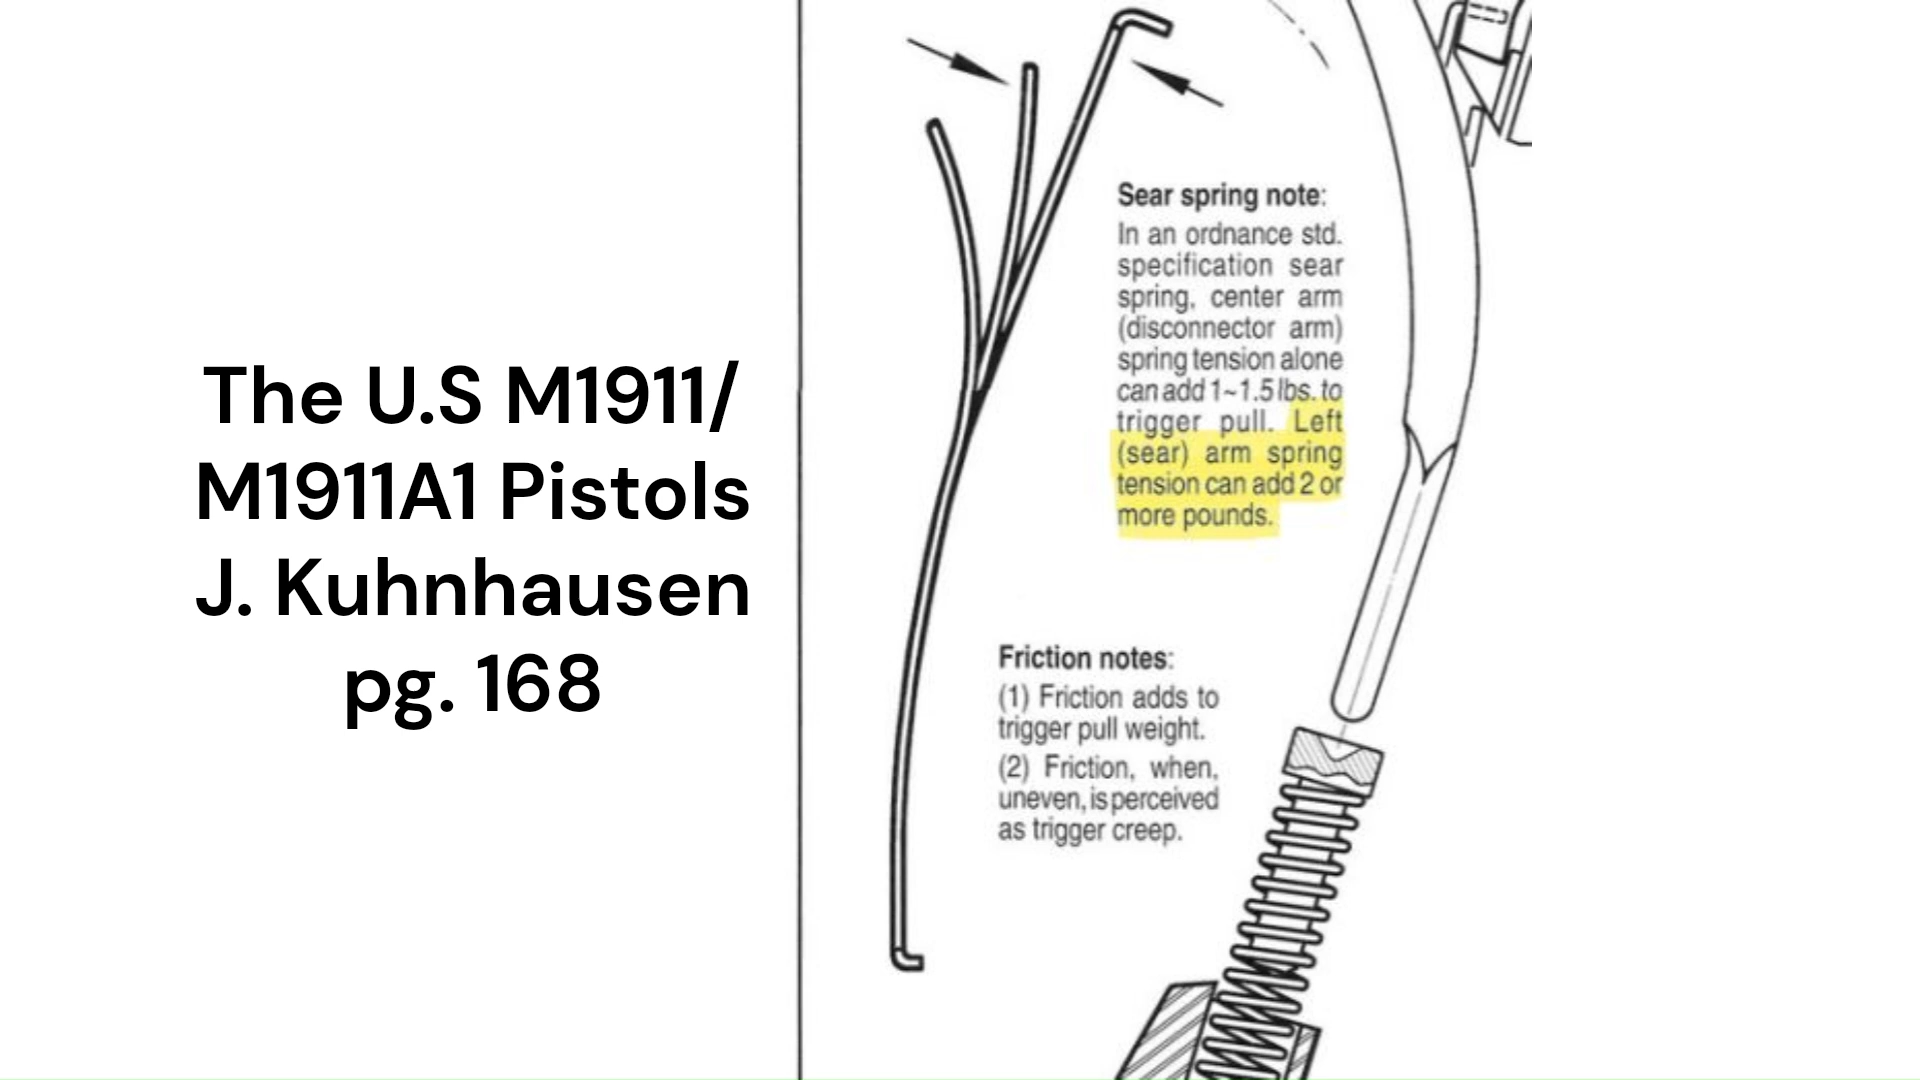 The U.S M1911/
M1911A1 Pistols
J. Kuhnhausen
pg. 168
Sear spring note:
In an ordnance std.
specification sear
spring, center arm
(disconnector arm)
spring tension alone
can add 1~1.5 lbs. to
trigger pull. Left
(sear) arm spring
tension can add 2 or
more pounds.
Friction notes:
(1) Friction adds to
trigger pull weight.
(2) Friction, when,
uneven, is perceived
as trigger creep.